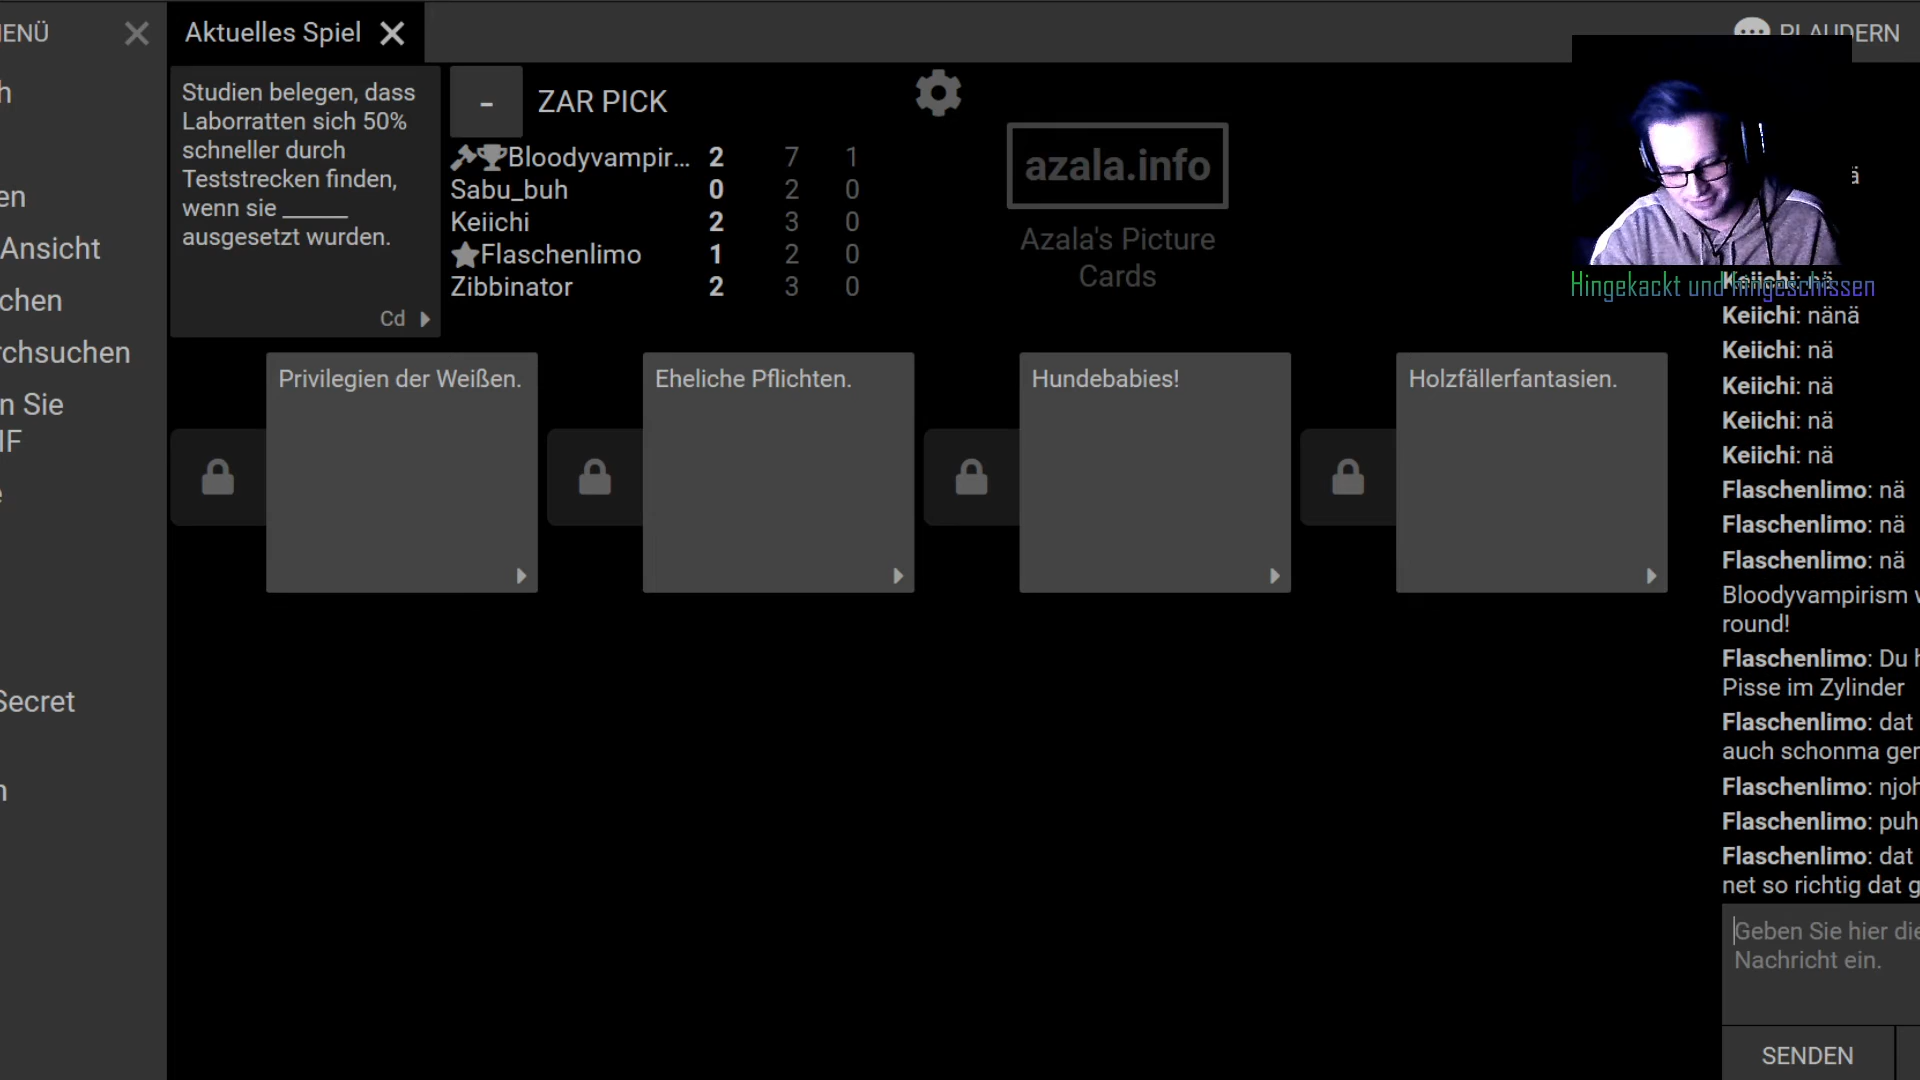 ENÜ
Aktuelles Spiel
PLAUDERN
h
en
Ansicht
chen
rchsuchen
n Sie
IF
e
Secret
n
Studien belegen, dass
Laborratten sich 50%
schneller durch
Teststrecken finden,
wenn sie ______
ausgesetzt wurden.
Cd
-
ZAR PICK
Bloodyvampir... 2 7 1
Sabu_buh 0 2 0
Keiichi 2 3 0
Flaschenlimo 1 2 0
Zibbinator 2 3 0
azala.info
Azala's Picture
Cards
Privilegien der Weißen.
Eheliche Pflichten.
Hundebabies!
Holzfällerfantasien.
ä
Hingekackt und hingeschissen
Keiichi: nä
Keiichi: nänä
Keiichi: nä
Keiichi: nä
Keiichi: nä
Keiichi: nä
Flaschenlimo: nä
Flaschenlimo: nä
Flaschenlimo: nä
Bloodyvampirism w
round!
Flaschenlimo: Du h
Pisse im Zylinder
Flaschenlimo: dat
auch schonma ger
Flaschenlimo: njoh
Flaschenlimo: puh
Flaschenlimo: dat
net so richtig dat g
Geben Sie hier die
Nachricht ein.
SENDEN